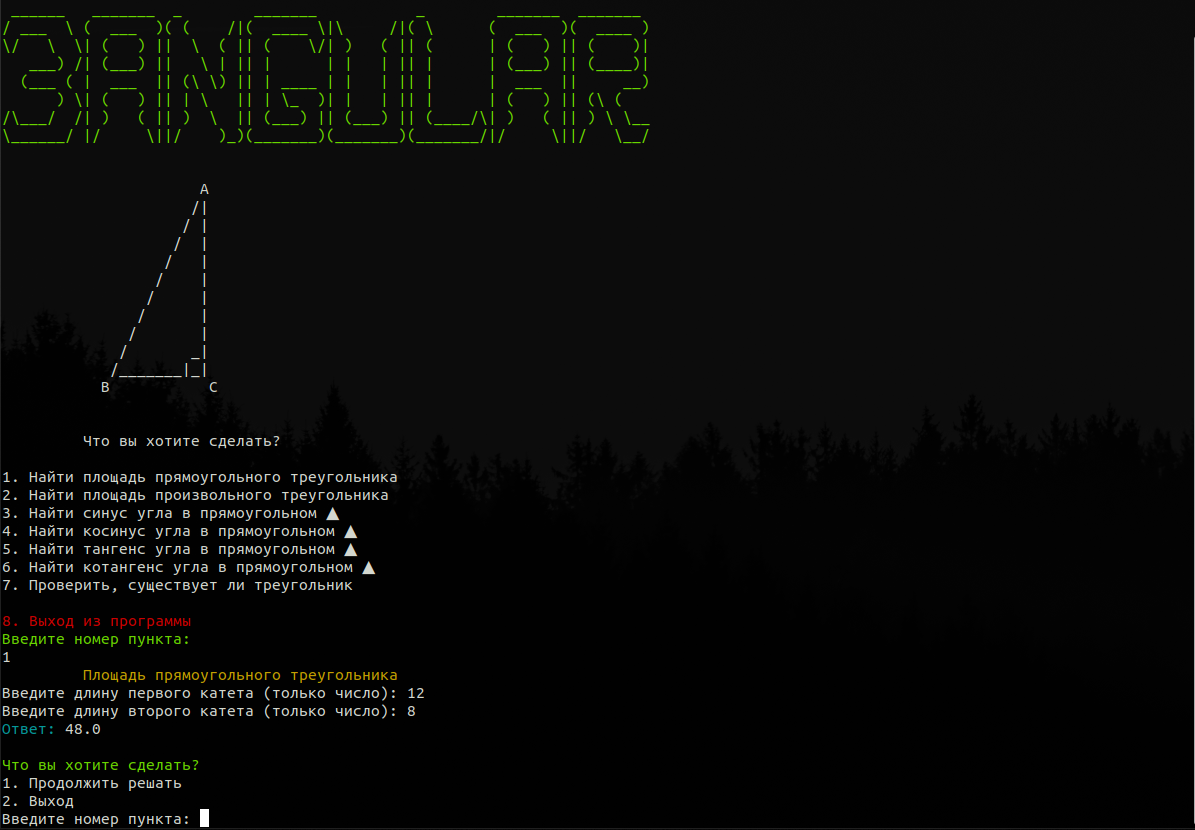 3ANGULAR
A
B C
Что вы хотите сделать?
1. Найти площадь прямоугольного треугольника
2. Найти площадь произвольного треугольника
3. Найти синус угла в прямоугольном ▲
4. Найти косинус угла в прямоугольном ▲
5. Найти тангенс угла в прямоугольном ▲
6. Найти котангенс угла в прямоугольном ▲
7. Проверить, существует ли треугольник
8. Выход из программы
Введите номер пункта:
1
Площадь прямоугольного треугольника
Введите длину первого катета (только число): 12
Введите длину второго катета (только число): 8
Ответ: 48.0
Что вы хотите сделать?
1. Продолжить решать
2. Выход
Введите номер пункта: